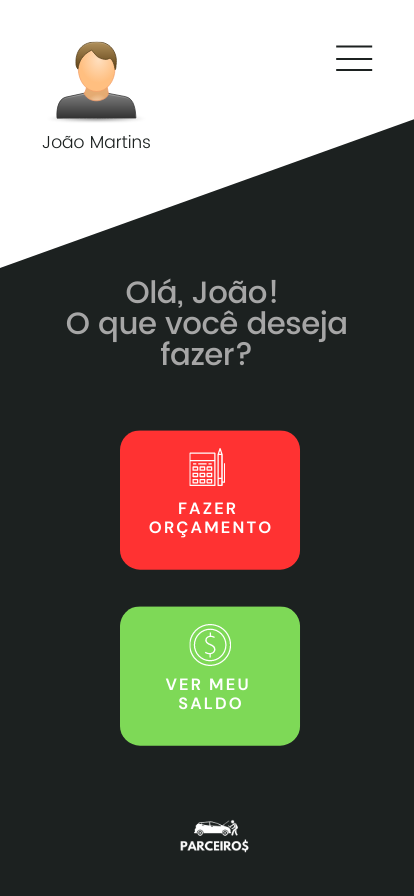 João Martins
Olá, João!
O que você deseja
fazer?
FAZER
ORÇAMENTO
VER MEU
SALDO
PARCEIRO$